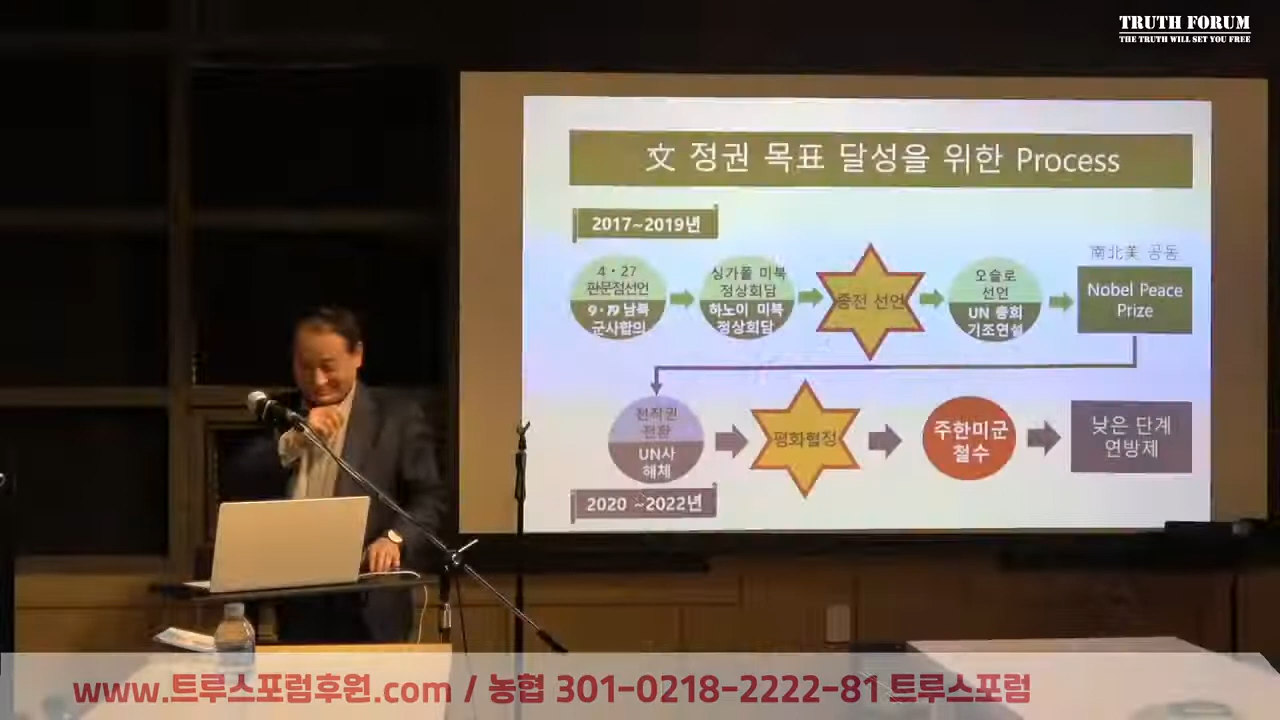 TRUTH FORUM
THE TRUTH WILL SET YOU FREE
文 정권 목표 달성을 위한 Process
2017~2019년
4·27
판문점선언
9·19 남북
군사합의
싱가폴 미북
정상회담
하노이 미북
정상회담
종전 선언
오슬로
선언
UN 총회
기조연설
南北美 공동
Nobel Peace
Prize
전작권
전환
UN사
해체
평화협정
주한미군
철수
낮은 단계
연방제
2020 ~2022년
www.트루스포럼후원.com / 농협 301-0218-2222-81 트루스포럼